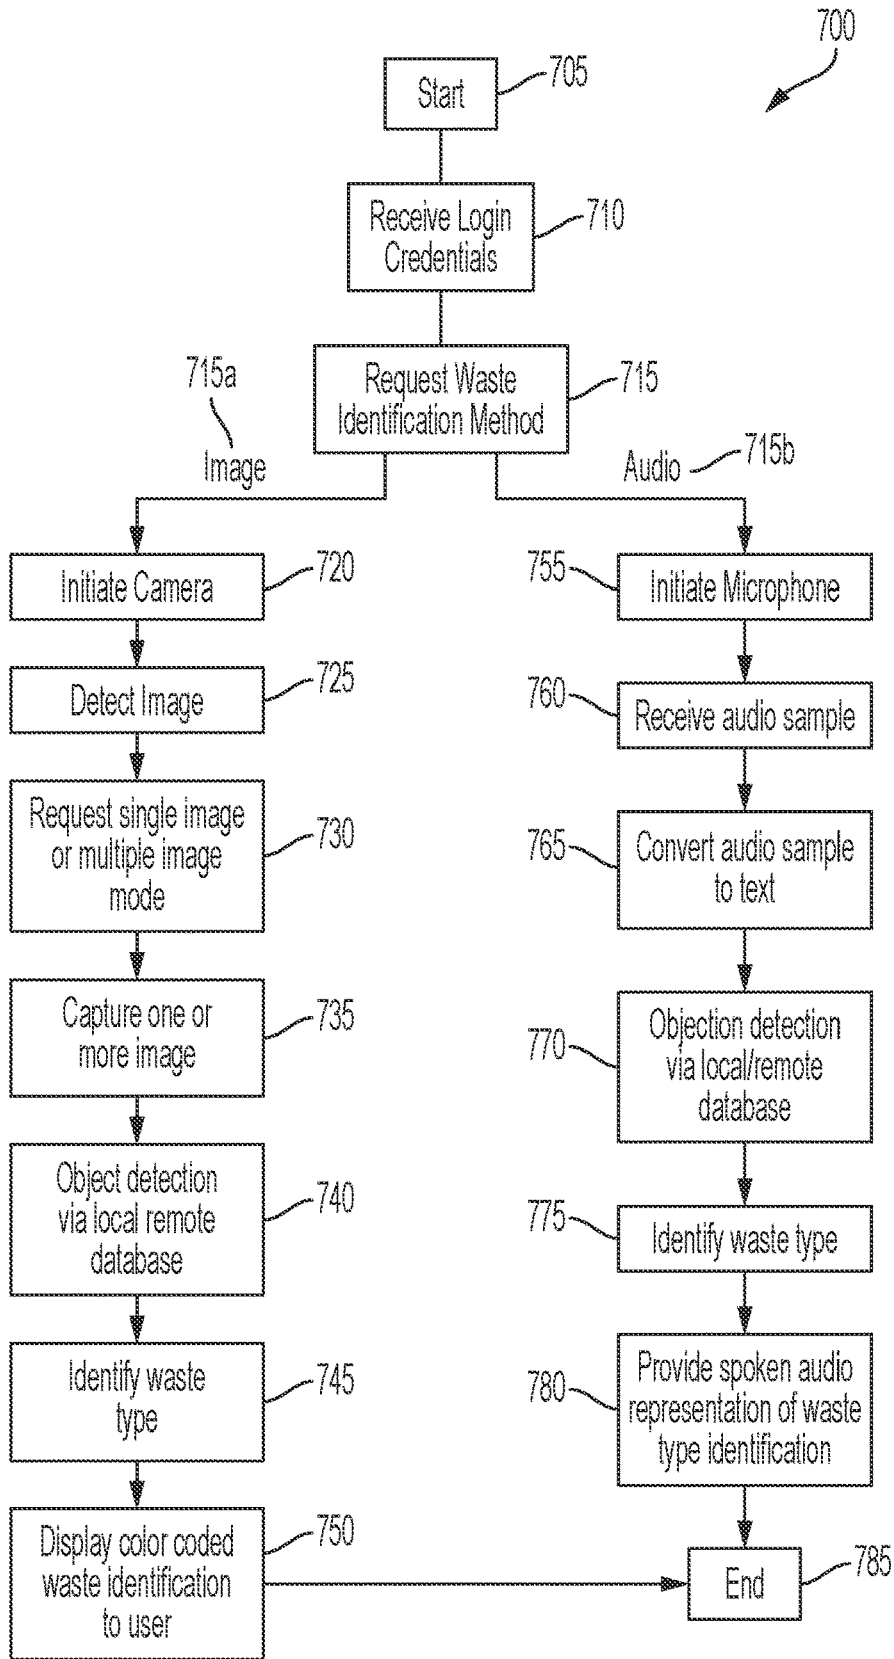 700
Start
705
Receive Login
Credentials
710
Request Waste
Identification Method
715
715a
Image
Audio
715b
Initiate Camera
720
Detect Image
725
Request single image
or multiple image
mode
730
Capture one or
more image
735
Object detection
via local remote
database
740
Identify waste
type
745
Display color coded
waste identification
to user
750
755
Initiate Microphone
760
Receive audio sample
765
Convert audio sample
to text
770
Objection detection
via local/remote
database
775
Identify waste type
780
Provide spoken audio
representation of waste
type identification
End
785